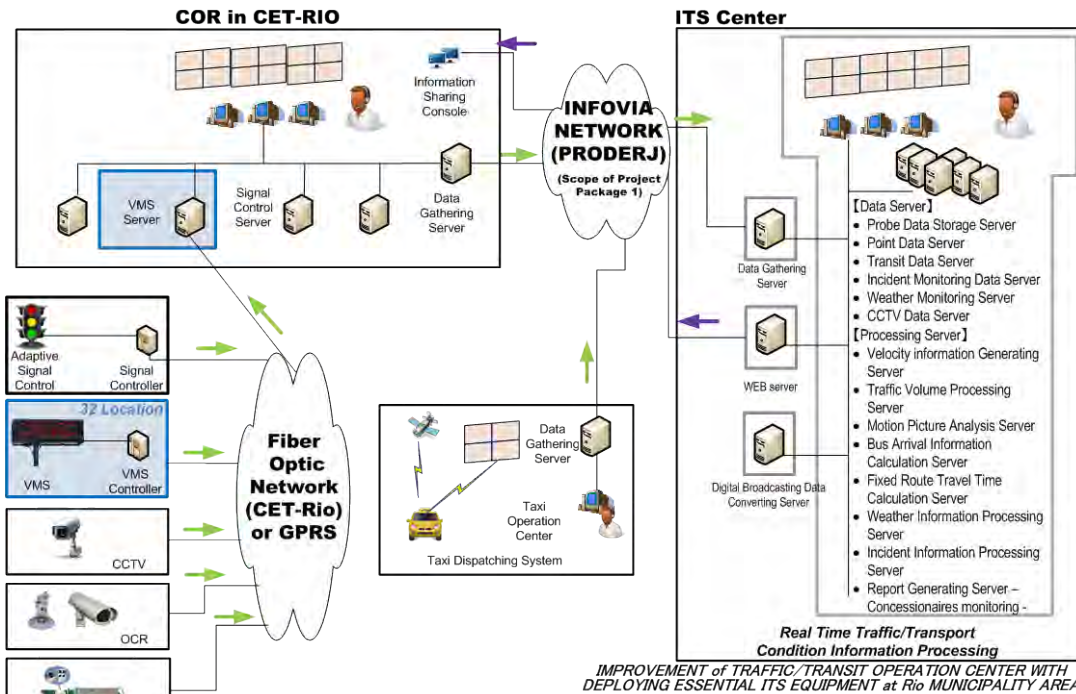 COR in CET-RIO
Information
Sharing
Console
VMS
Server
Signal
Control
Server
Data
Gathering
Server
INFOVIA
NETWORK
(PRODERJ)
(Scope of Project
Package 1)
Adaptive
Signal
Control
Signal
Controller
32 Location
VMS
VMS
Controller
CCTV
OCR
Fiber
Optic
Network
(CET-Rio)
or GPRS
Data
Gathering
Server
Taxi
Operation
Center
Taxi Dispatching System
ITS Center
Data Gathering
Server
WEB server
Digital Broadcasting Data
Converting Server
【Data Server】
• Probe Data Storage Server
• Point Data Server
• Transit Data Server
• Incident Monitoring Data Server
• Weather Monitoring Server
• CCTV Data Server
【Processing Server】
• Velocity information Generating
Server
• Traffic Volume Processing
Server
• Motion Picture Analysis Server
• Bus Arrival Information
Calculation Server
• Fixed Route Travel Time
Calculation Server
• Weather Information Processing
Server
• Incident Information Processing
Server
• Report Generating Server –
Concessionaires monitoring -
Real Time Traffic/Transport
Condition Information Processing
IMPROVEMENT of TRAFFIC/TRANSIT OPERATION CENTER WITH
DEPLOYING ESSENTIAL ITS EQUIPMENT at Rio MUNICIPALITY AREA